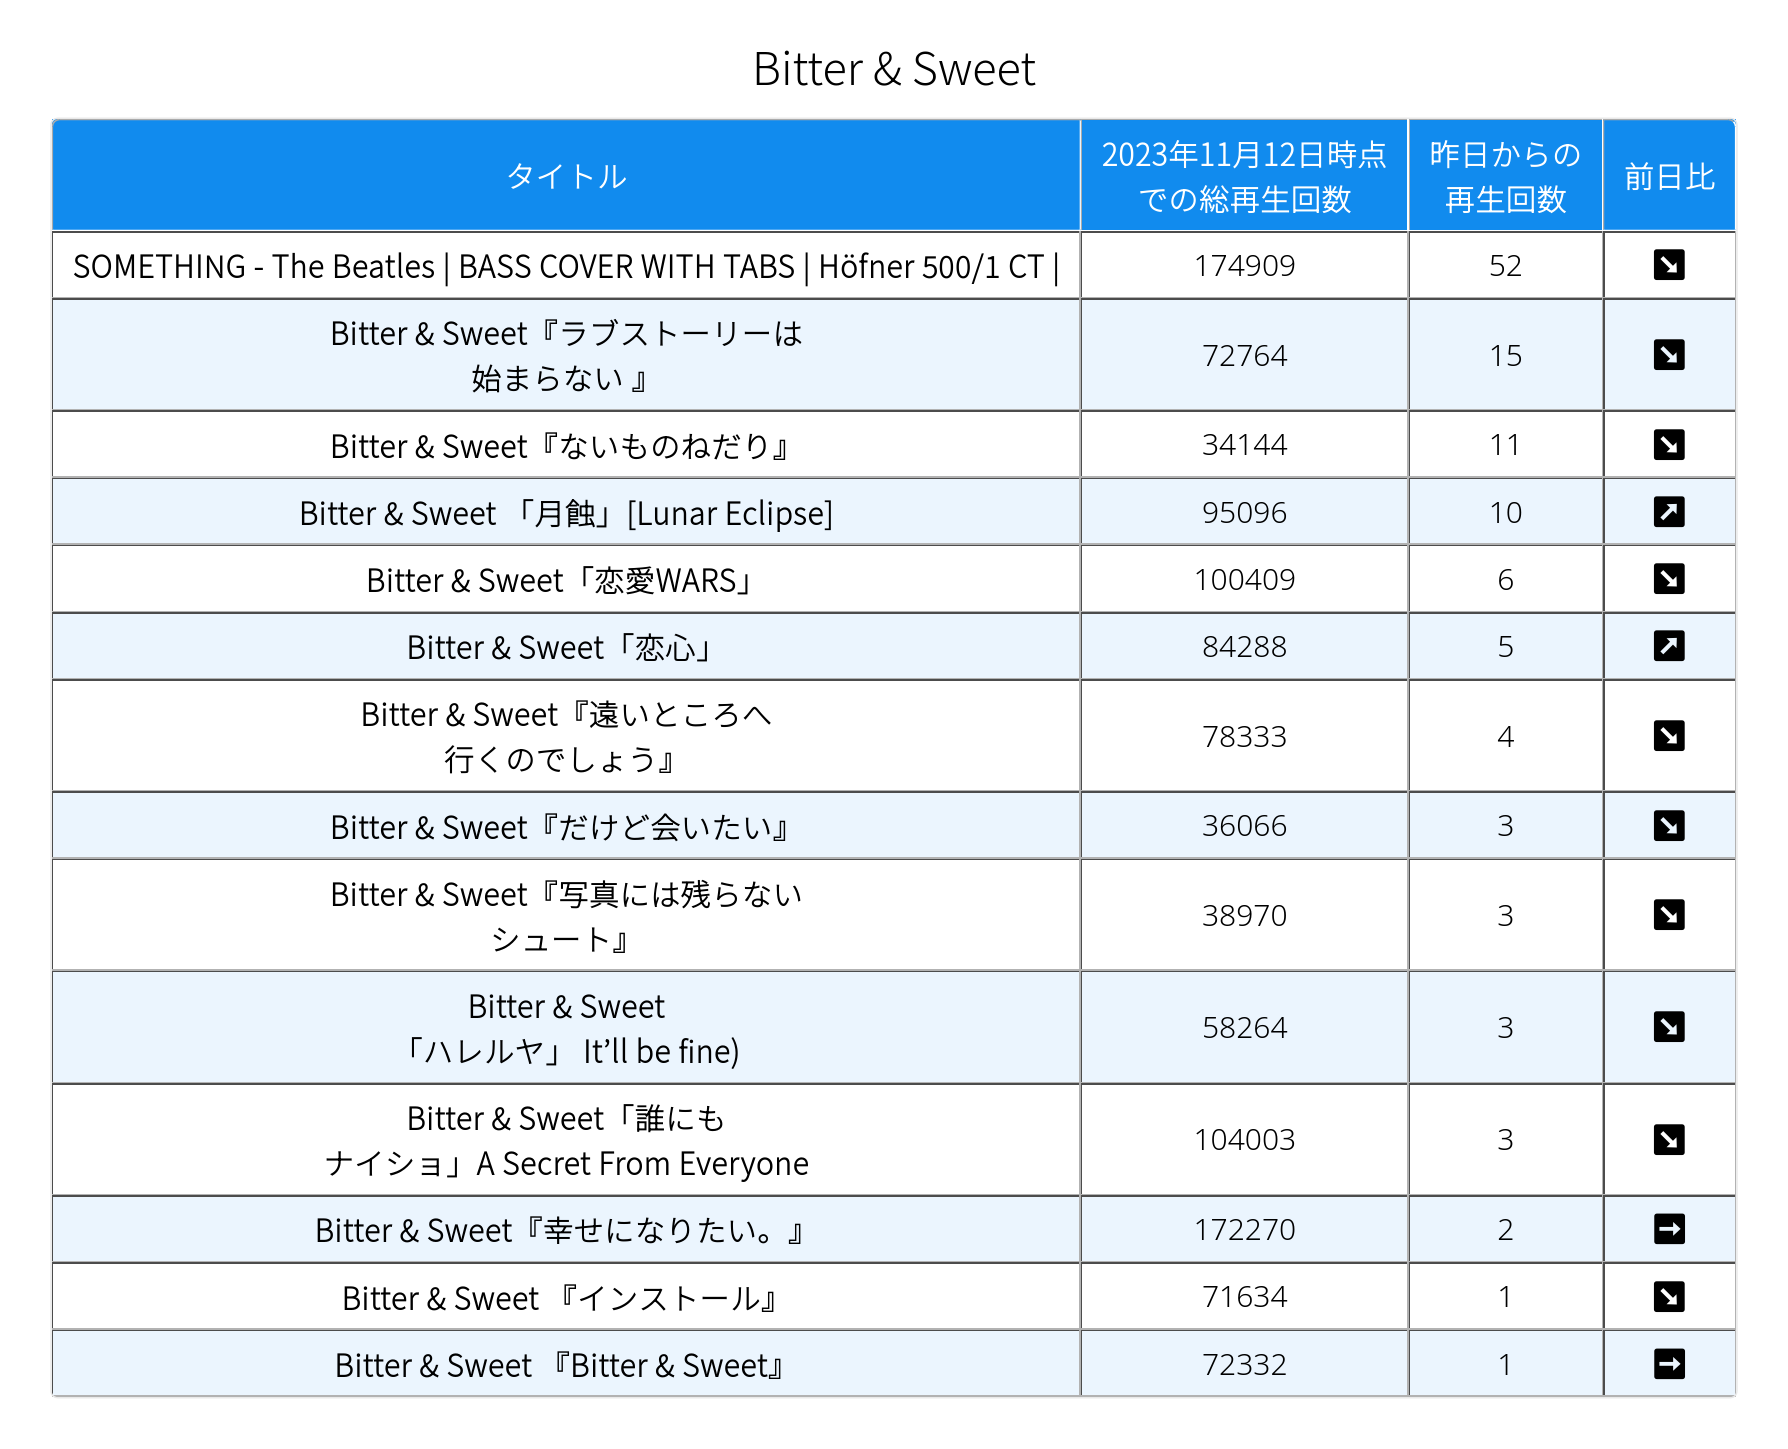 Bitter & Sweet
タイトル
2023年11月12日時点
での総再生回数
昨日からの
再生回数
前日比
SOMETHING - The Beatles | BASS COVER WITH TABS | Höfner 500/1 CT |
174909
52
↘
Bitter & Sweet『ラブストーリーは
始まらない 』
72764
15
↘
Bitter & Sweet『ないものねだり』
34144
11
↘
Bitter & Sweet 「月蝕」[Lunar Eclipse]
95096
10
↗
Bitter & Sweet「恋愛WARS」
100409
6
↘
Bitter & Sweet「恋心」
84288
5
↗
Bitter & Sweet『遠いところへ
行くのでしょう』
78333
4
↘
Bitter & Sweet『だけど会いたい』
36066
3
↘
Bitter & Sweet『写真には残らない
シュート』
38970
3
↘
Bitter & Sweet
「ハレルヤ」 It’ll be fine)
58264
3
↘
Bitter & Sweet「誰にも
ナイショ」A Secret From Everyone
104003
3
↘
Bitter & Sweet『幸せになりたい。』
172270
2
→
Bitter & Sweet 『インストール』
71634
1
↘
Bitter & Sweet 『Bitter & Sweet』
72332
1
→